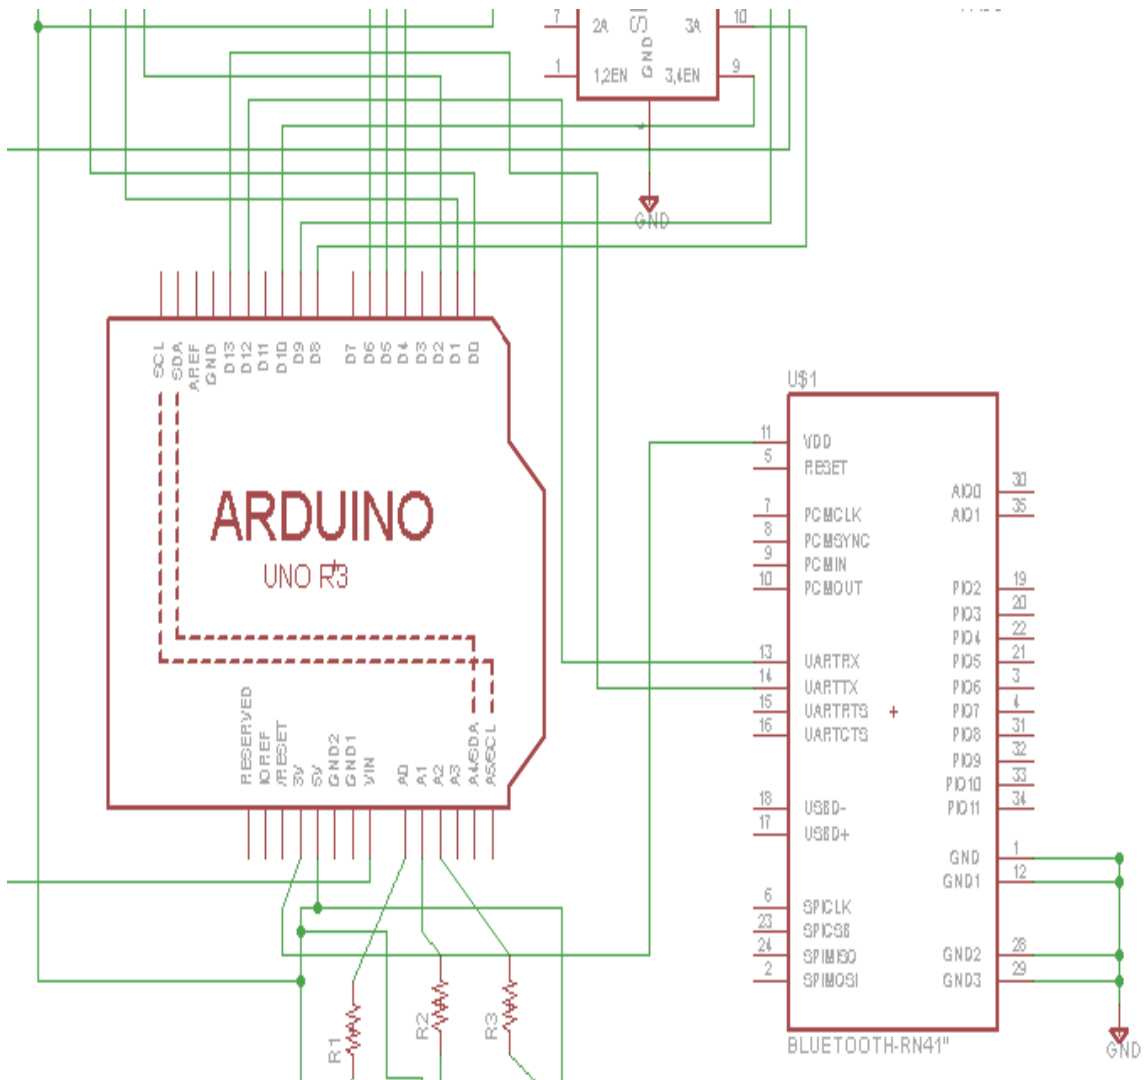 7 2A 3A 10
GND
1 1,2EN 3,4EN 9
GND
SCL
SDA
AREF
GND
D13
D12
D11
D10
D9
D8
D7
D6
D5
D4
D3
D2
D1
D0
ARDUINO
UNO R3
RESERVED
IOREF
/RESET
3V
5V
GND2
GND1
VIN
A0
A1
A2
A3
A4/SDA
A5/SCL
R1
R2
R3
U$1
11 VDD
5 RESET
7 PCMCLK
8 PCMSYNC
9 PCMIN
10 PCMOUT
13 UARTRX
14 UARTTX
15 UARTRTS
16 UARTCTS
18 USBD-
17 USBD+
6 SPICLK
23 SPICSB
24 SPIMISO
2 SPIMOSI
AIO0 30
AIO1 35
PIO2 19
PIO3 20
PIO4 22
PIO5 21
PIO6 3
PIO7 4
PIO8 31
PIO9 32
PIO10 33
PIO11 34
GND 1
GND1 12
GND2 28
GND3 29
BLUETOOTH-RN41"
GND